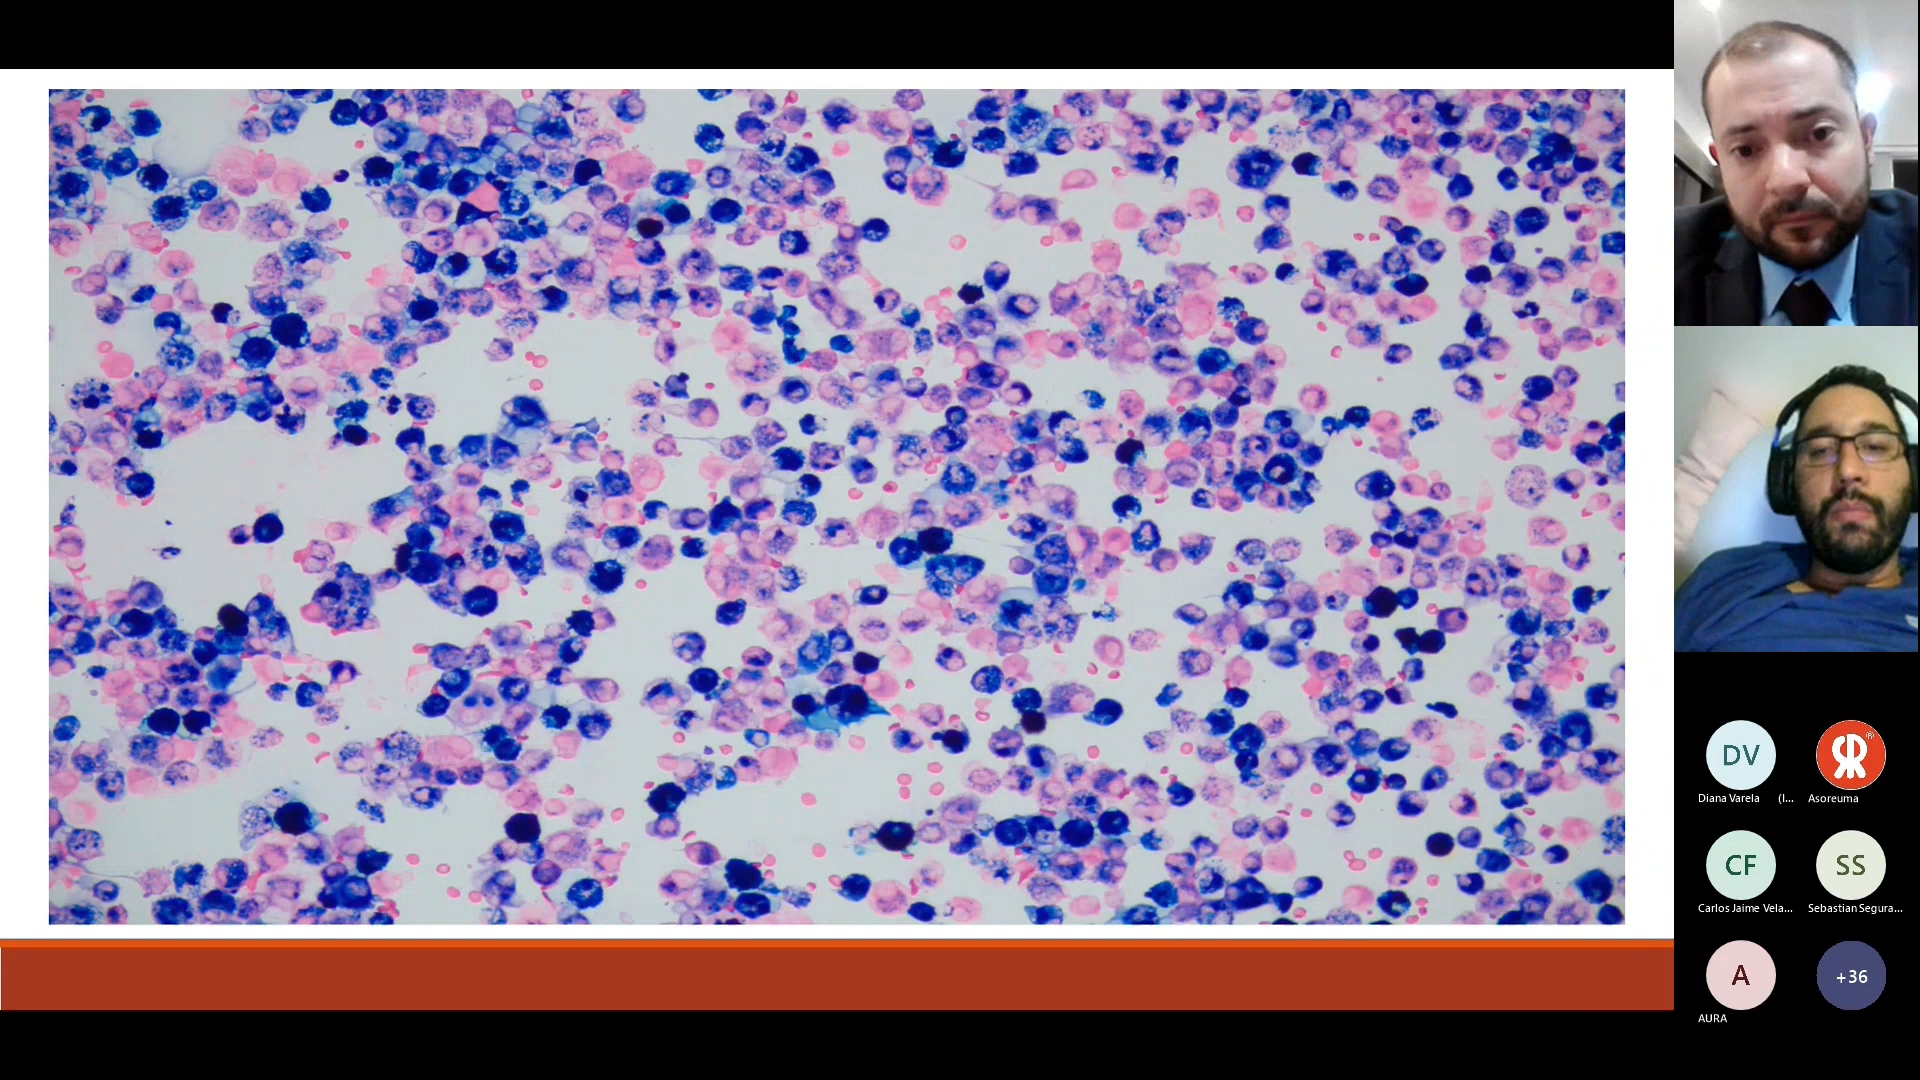 DV
Diana Varela (I...
®
Asoreuma
CF
Carlos Jaime Vela...
SS
Sebastian Segura...
A
AURA
+36